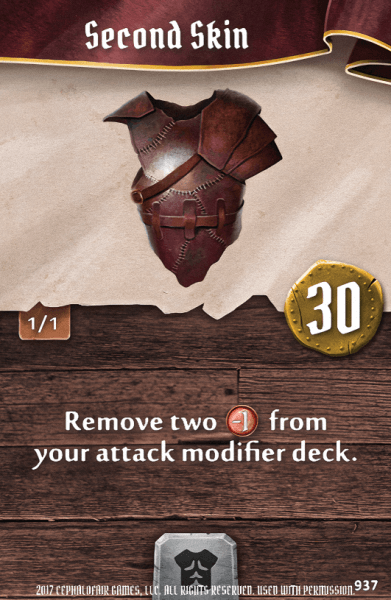 Second Skin
1/1
30
Remove two -1 from
your attack modifier deck.
2017 CEPHALOFAIR GAMES, LLC. ALL RIGHTS RESERVED. USED WITH PERMISSION.
937